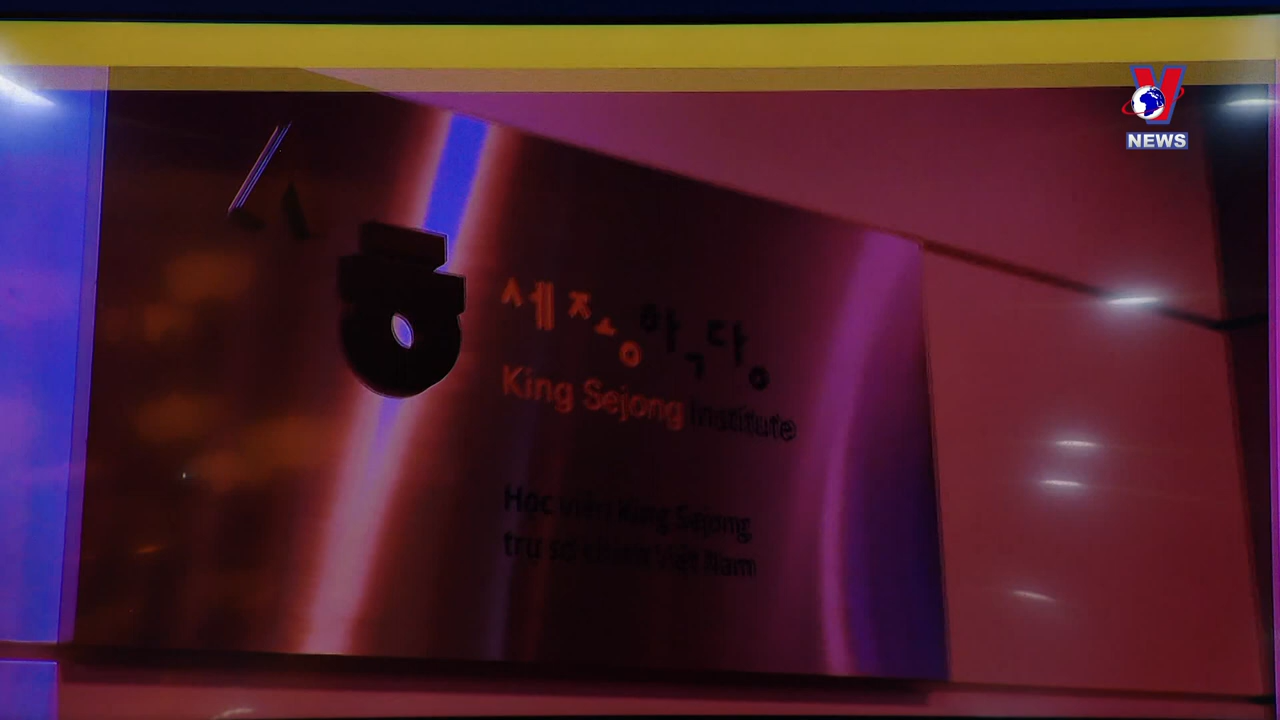 NEWS
세종학당
King Sejong Institute
Học viện King Sejong
trụ sở chính Việt Nam